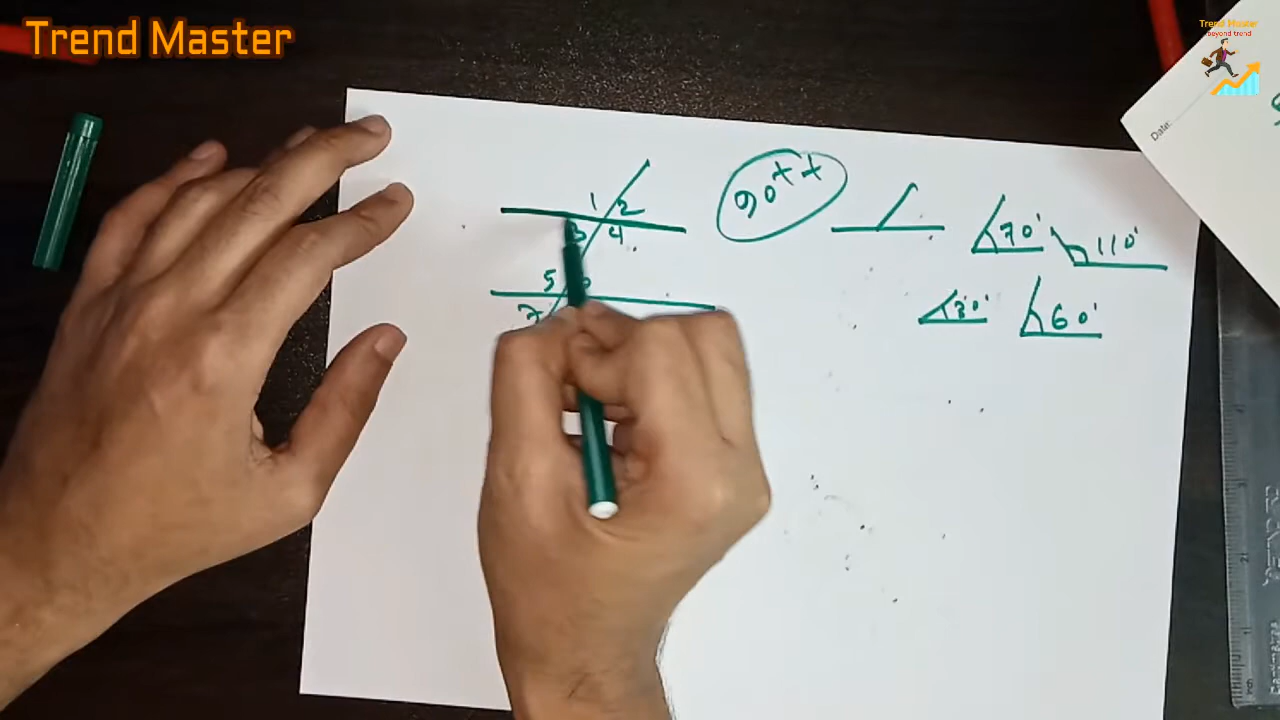 Trend Master
Trend Master
beyond trend
Date:
1 2
3 4
5
7
90++
70°
110°
30°
60°